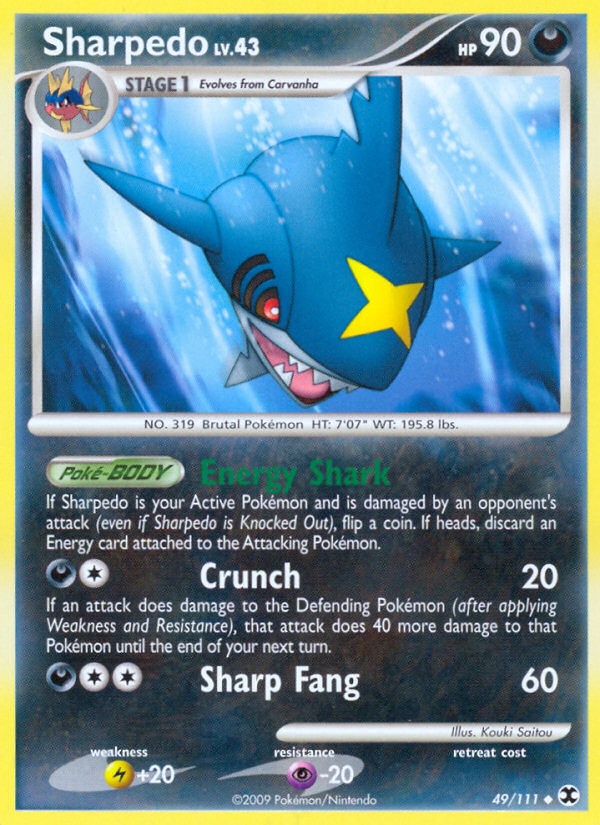 Sharpedo LV.43 HP 90
STAGE 1 Evolves from Carvanha
NO. 319 Brutal Pokémon HT: 7'07" WT: 195.8 lbs.
Poké-BODY Energy Shark
If Sharpedo is your Active Pokémon and is damaged by an opponent's
attack (even if Sharpedo is Knocked Out), flip a coin. If heads, discard an
Energy card attached to the Attacking Pokémon.
Crunch 20
If an attack does damage to the Defending Pokémon (after applying
Weakness and Resistance), that attack does 40 more damage to that
Pokémon until the end of your next turn.
Sharp Fang 60
Illus. Kouki Saitou
weakness resistance retreat cost
+20 -20
©2009 Pokémon/Nintendo 49/111